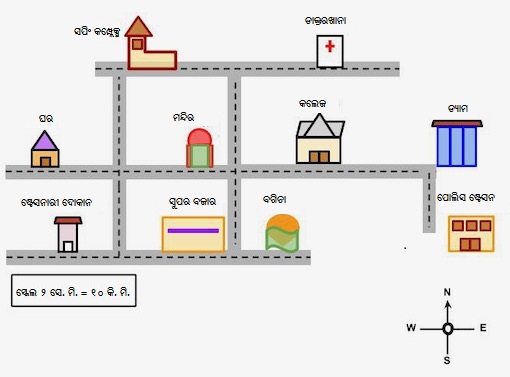 ସପିଂ କମ୍ପ୍ଲେକ୍ସ
ଡାକ୍ତରଖାନା
ଘର
ମନ୍ଦିର
କଲେଜ
ଡ୍ୟାମ
ଷ୍ଟେସନାରୀ ଦୋକାନ
ସୁପର ବଜାର
ବଗିଚା
ପୋଲିସ ଷ୍ଟେସନ
ସ୍କେଲ ୨ ସେ. ମି. = ୧୦ କି. ମି.
N
W
E
S